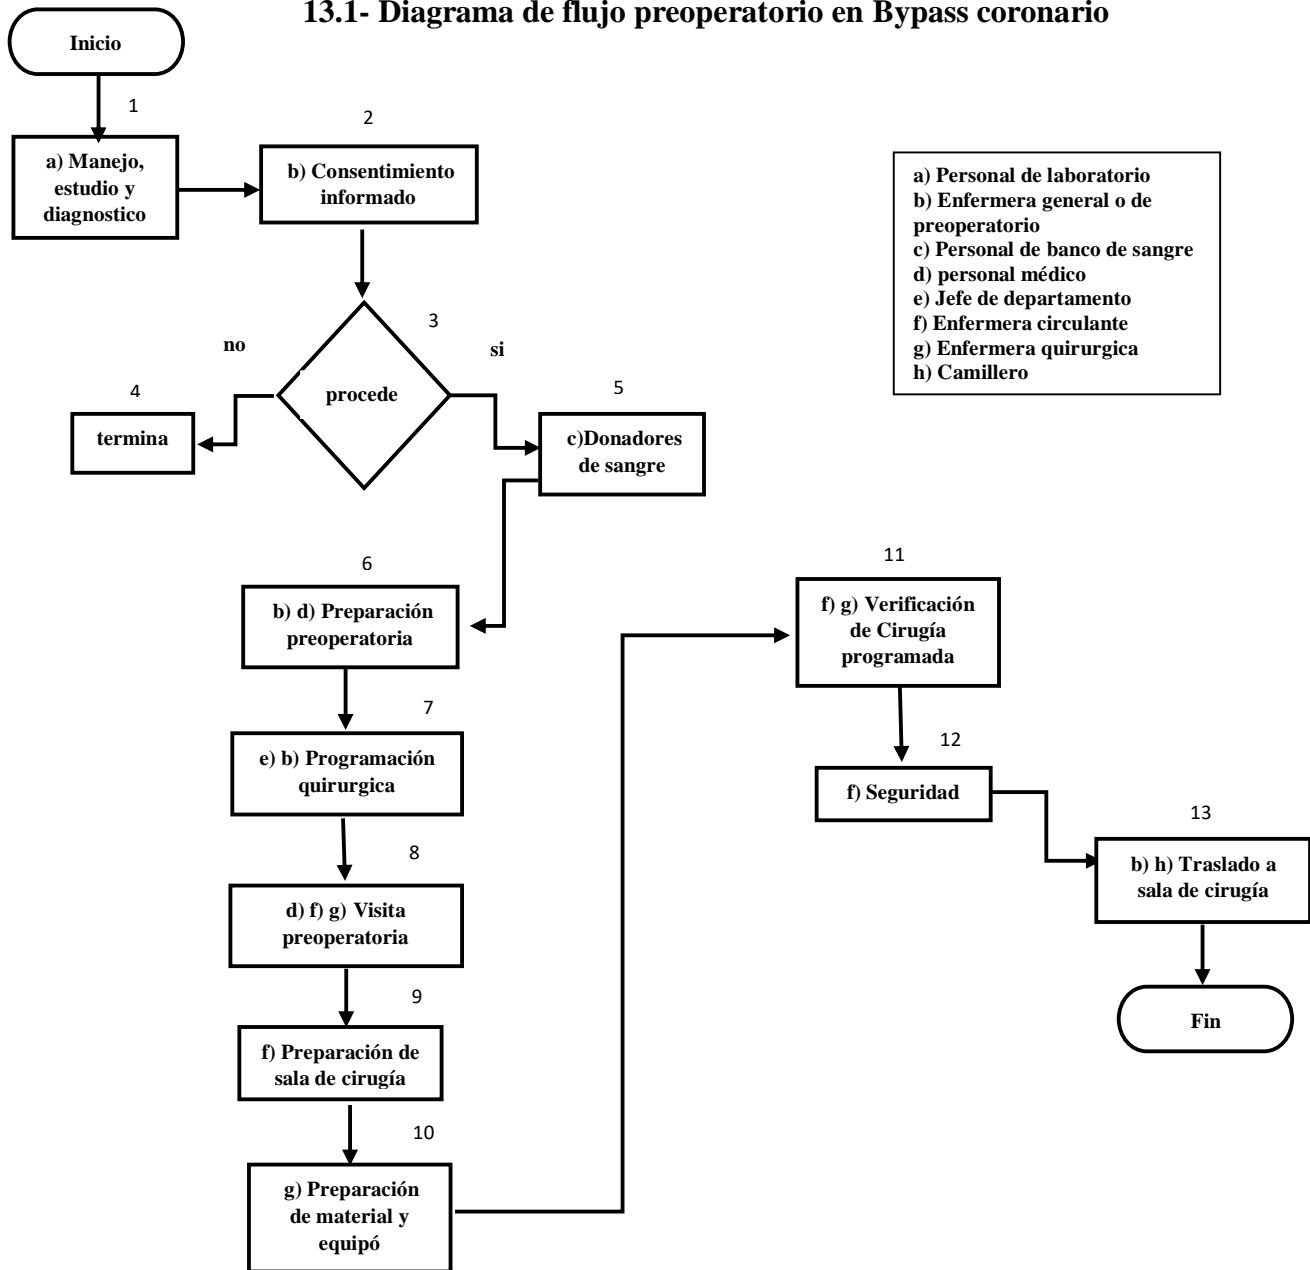 13.1- Diagrama de flujo preoperatorio en Bypass coronario
Inicio
1
a) Manejo,
estudio y
diagnostico
2
b) Consentimiento
informado
a) Personal de laboratorio
b) Enfermera general o de
preoperatorio
c) Personal de banco de sangre
d) personal médico
e) Jefe de departamento
f) Enfermera circulante
g) Enfermera quirurgica
h) Camillero
3
no
si
procede
4
termina
5
c)Donadores
de sangre
6
b) d) Preparación
preoperatoria
7
e) b) Programación
quirurgica
8
d) f) g) Visita
preoperatoria
9
f) Preparación de
sala de cirugía
10
g) Preparación
de material y
equipó
11
f) g) Verificación
de Cirugía
programada
12
f) Seguridad
13
b) h) Traslado a
sala de cirugía
Fin